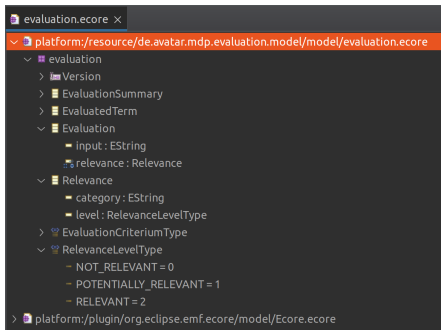 evaluation.ecore
platform:/resource/de.avatar.mdp.evaluation.model/model/evaluation.ecore
evaluation
Version
EvaluationSummary
EvaluatedTerm
Evaluation
input : EString
relevance : Relevance
Relevance
category : EString
level : RelevanceLevelType
EvaluationCriteriumType
RelevanceLevelType
NOT_RELEVANT = 0
POTENTIALLY_RELEVANT = 1
RELEVANT = 2
platform:/plugin/org.eclipse.emf.ecore/model/Ecore.ecore